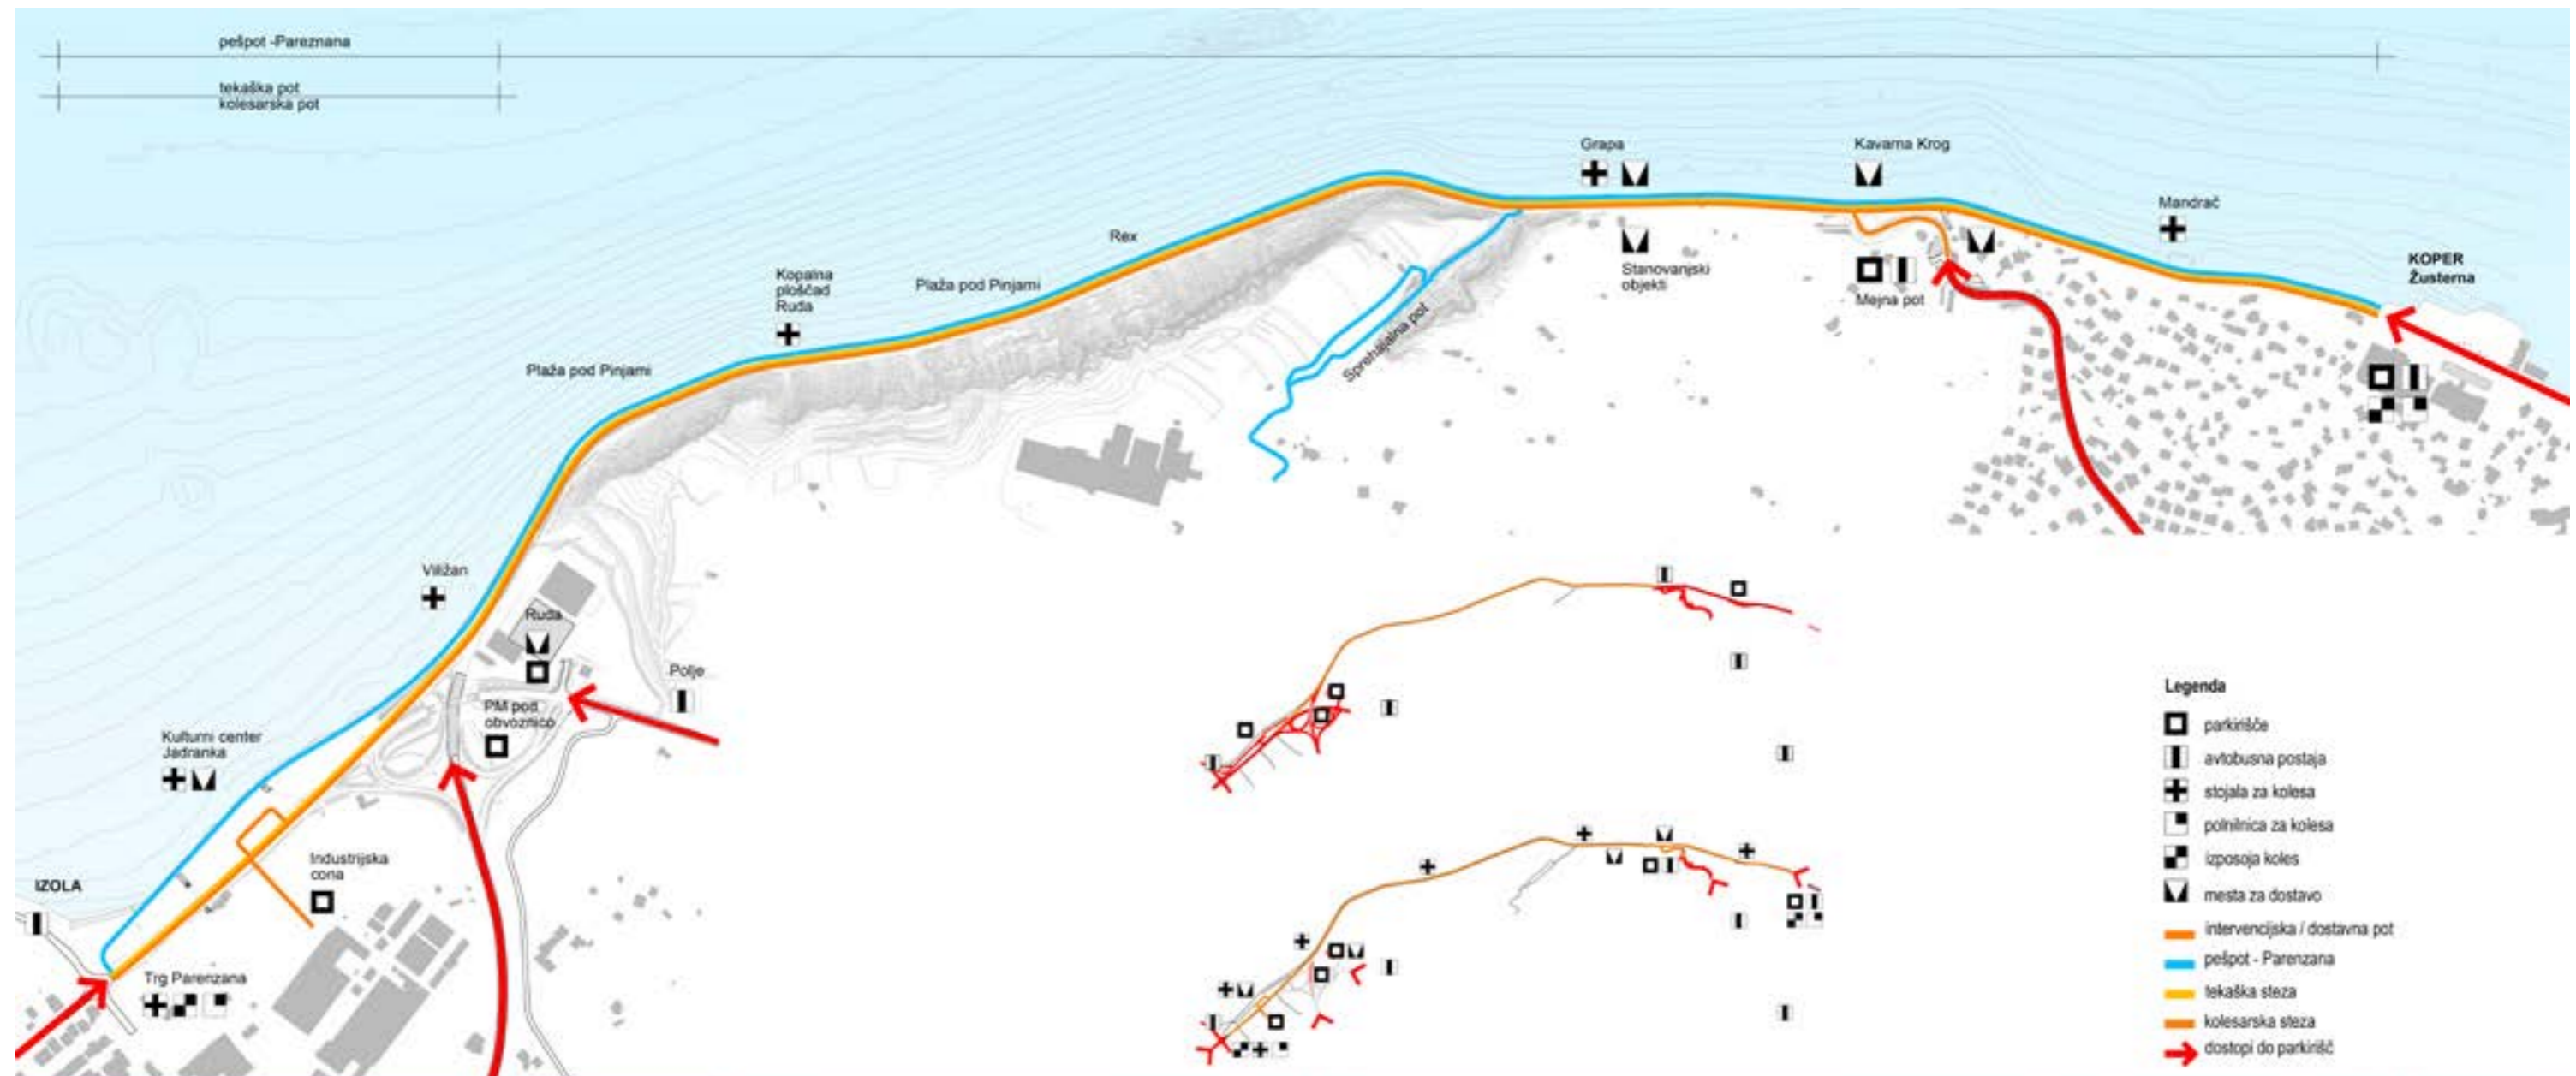 pešpot -Pareznana
tekaška pot
kolesarska pot
Grapa
Kavarna Krog
Mandrač
Rex
KOPER
Žusterna
Kopalna
ploščad
Ruda
Plaža pod Pinjami
Stanovanjski
objekti
Mejna pot
Sprehajalna pot
Plaža pod Pinjami
Viližan
Ruda
Polje
PM pod
obvoznico
Kulturni center
Jadranka
Industrijska
cona
IZOLA
Trg Parenzana
Legenda
parkirišče
avtobusna postaja
stojala za kolesa
polnilnica za kolesa
izposoja koles
mesta za dostavo
intervencijska / dostavna pot
pešpot - Parenzana
tekaška steza
kolesarska steza
dostopi do parkirišč